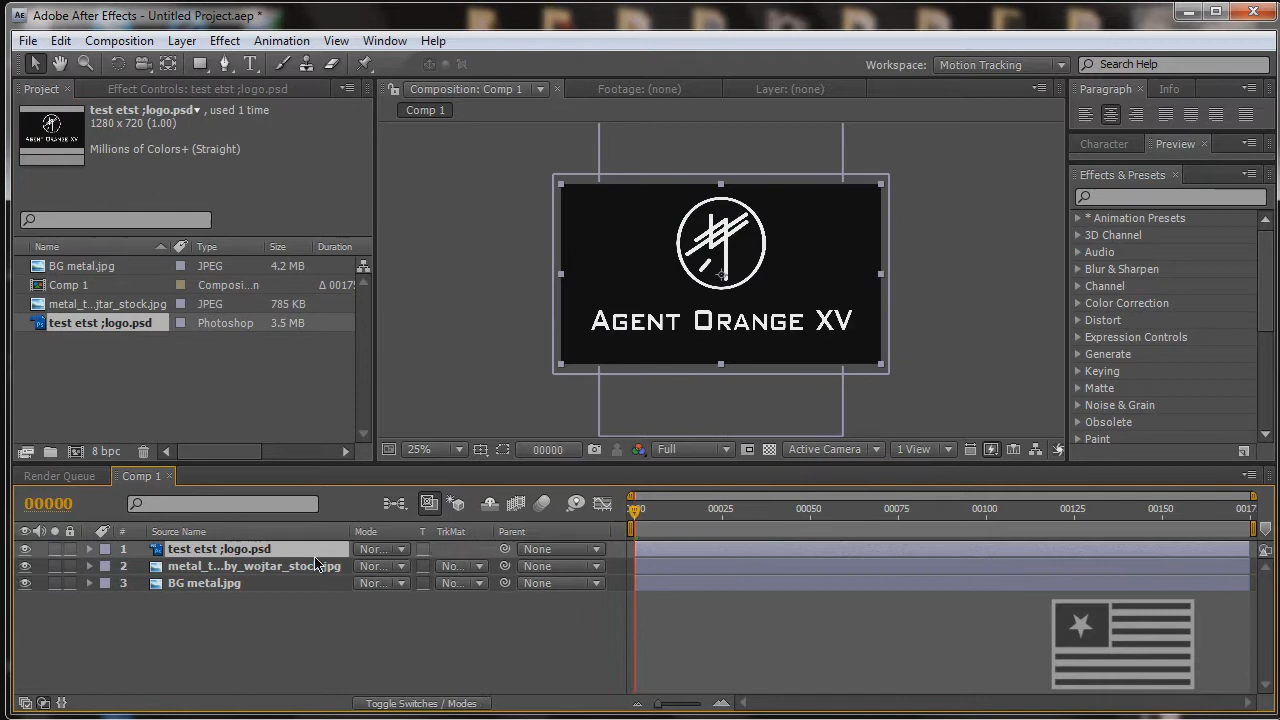 Adobe After Effects - Untitled Project.aep *
File Edit Composition Layer Effect Animation View Window Help
Workspace: Motion Tracking Search Help
Project Effect Controls: test etst ;logo.psd
test etst ;logo.psd , used 1 time
1280 x 720 (1.00)
Millions of Colors+ (Straight)
Name Type Size Duration
BG metal.jpg JPEG 4.2 MB
Comp 1 Composi...n Δ 0017
metal_t...jtar_stock.jpg JPEG 785 KB
test etst ;logo.psd Photoshop 3.5 MB
8 bpc
Composition: Comp 1 Footage: (none) Layer: (none)
Comp 1
AGENT ORANGE XV
25% 00000 Full Active Camera 1 View
Paragraph Info
Character Preview
Effects & Presets
* Animation Presets
3D Channel
Audio
Blur & Sharpen
Channel
Color Correction
Distort
Expression Controls
Generate
Keying
Matte
Noise & Grain
Obsolete
Paint
Render Queue Comp 1
00000
00025 00050 00075 00100 00125 00150 0017
# Source Name Mode T TrkMat Parent
1 test etst ;logo.psd Nor... None
2 metal_t...by_wojtar_stock.jpg Nor... No... None
3 BG metal.jpg Nor... No... None
Toggle Switches / Modes